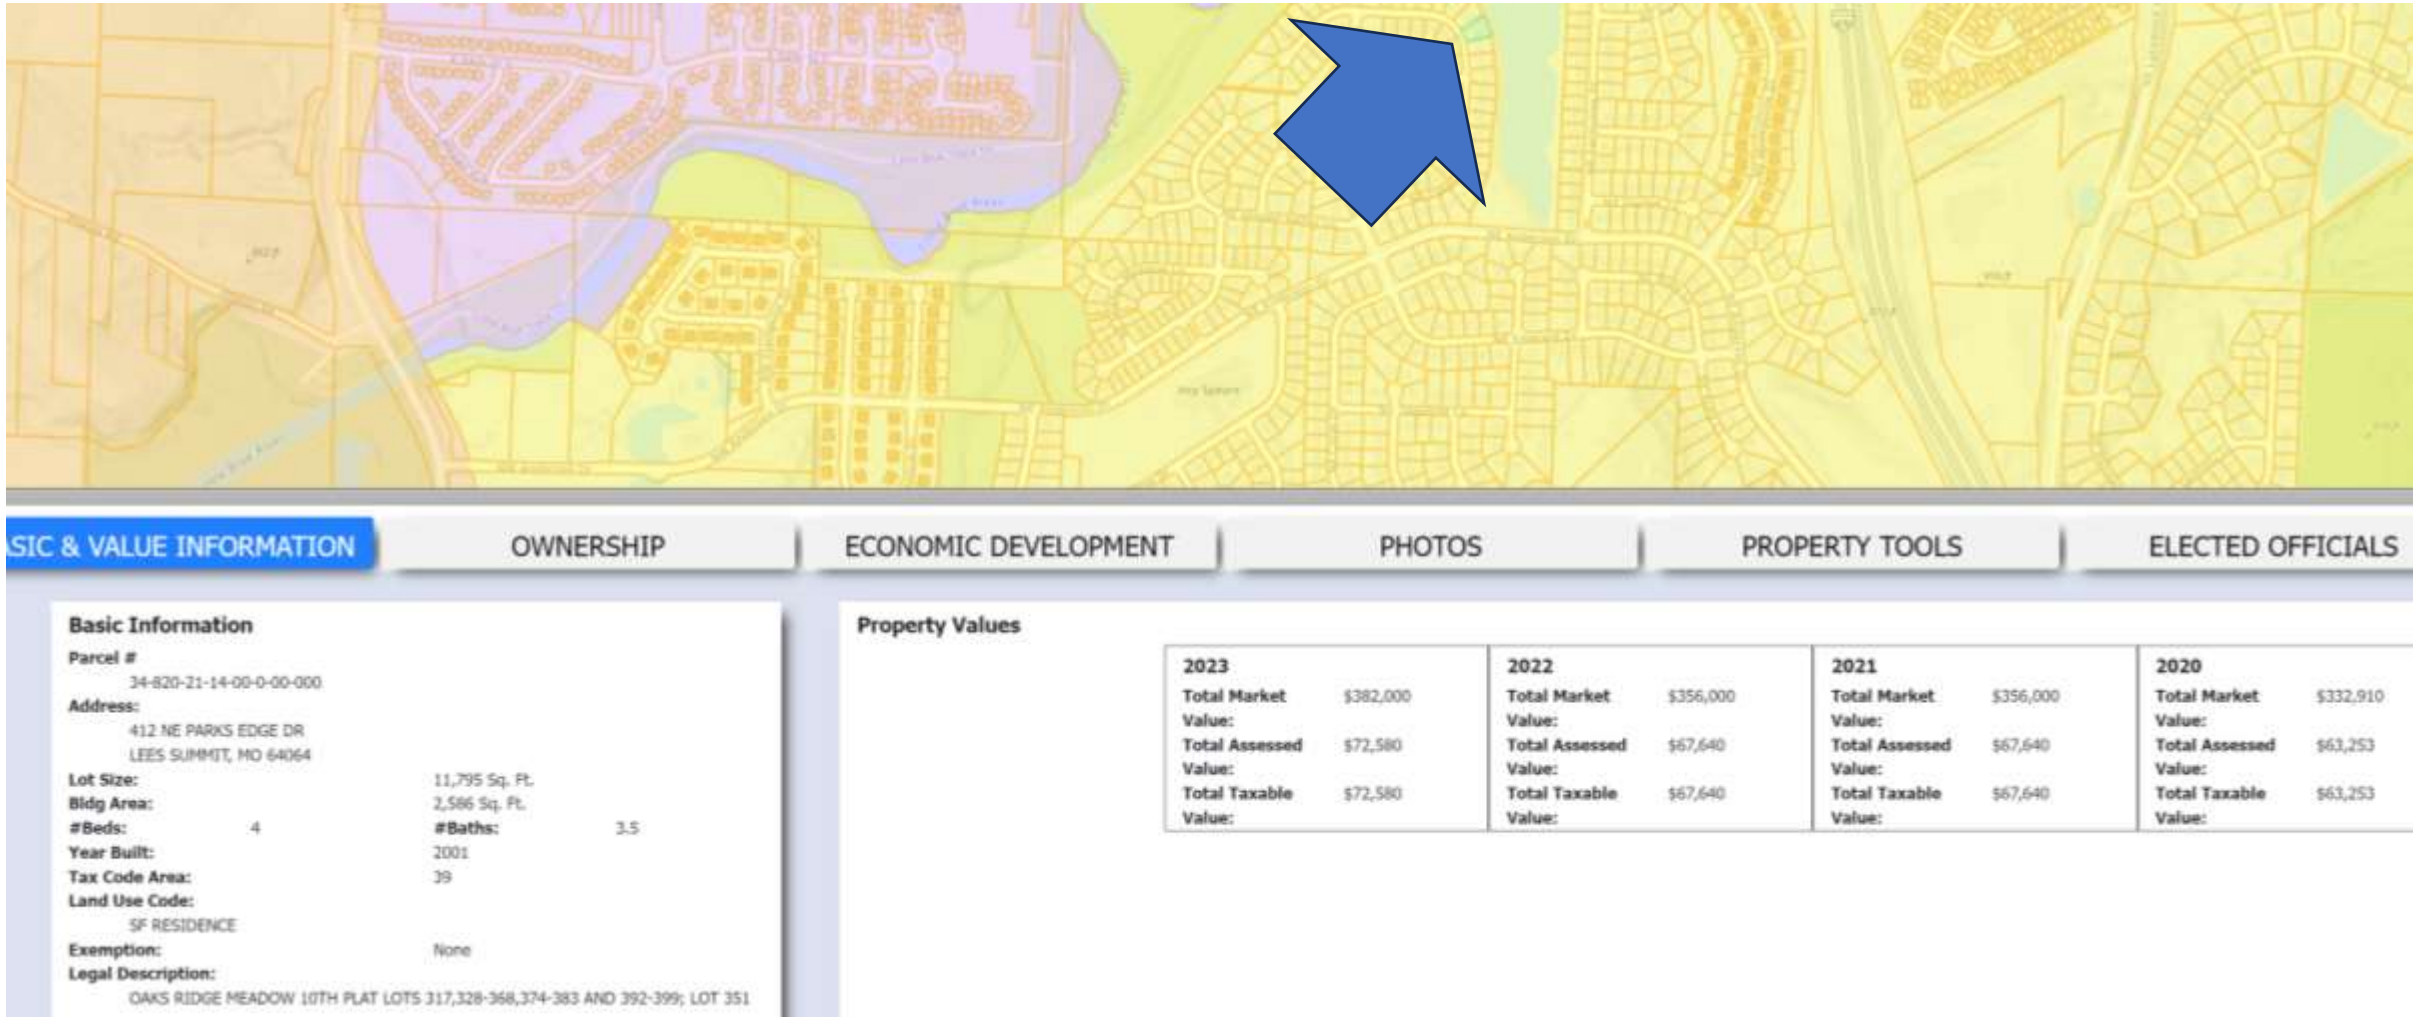 ASIC & VALUE INFORMATION
OWNERSHIP
ECONOMIC DEVELOPMENT
PHOTOS
PROPERTY TOOLS
ELECTED OFFICIALS
Basic Information
Parcel #
34-820-21-14-00-0-00-000
Address:
412 NE PARKS EDGE DR
LEES SUMMIT, MO 64064
Lot Size: 11,795 Sq. Ft.
Bldg Area: 2,586 Sq. Ft.
#Beds: 4 #Baths: 3.5
Year Built: 2001
Tax Code Area: 39
Land Use Code:
SF RESIDENCE
Exemption: None
Legal Description:
OAKS RIDGE MEADOW 10TH PLAT LOTS 317,328-368,374-383 AND 392-399; LOT 351
Property Values
2023
Total Market $382,000
Value:
Total Assessed $72,580
Value:
Total Taxable $72,580
Value:
2022
Total Market $356,000
Value:
Total Assessed $67,640
Value:
Total Taxable $67,640
Value:
2021
Total Market $356,000
Value:
Total Assessed $67,640
Value:
Total Taxable $67,640
Value:
2020
Total Market $332,910
Value:
Total Assessed $63,253
Value:
Total Taxable $63,253
Value: